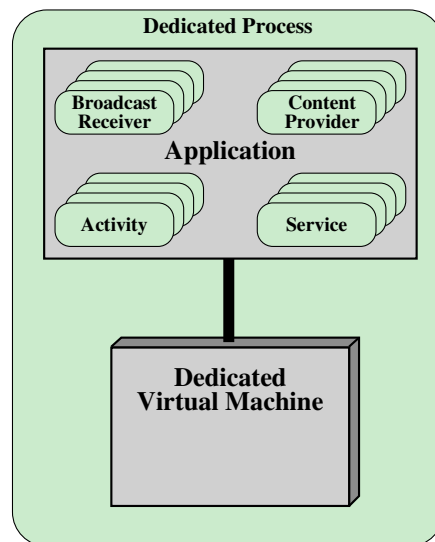 Dedicated Process
Broadcast
Receiver
Content
Provider
Application
Activity
Service
Dedicated
Virtual Machine